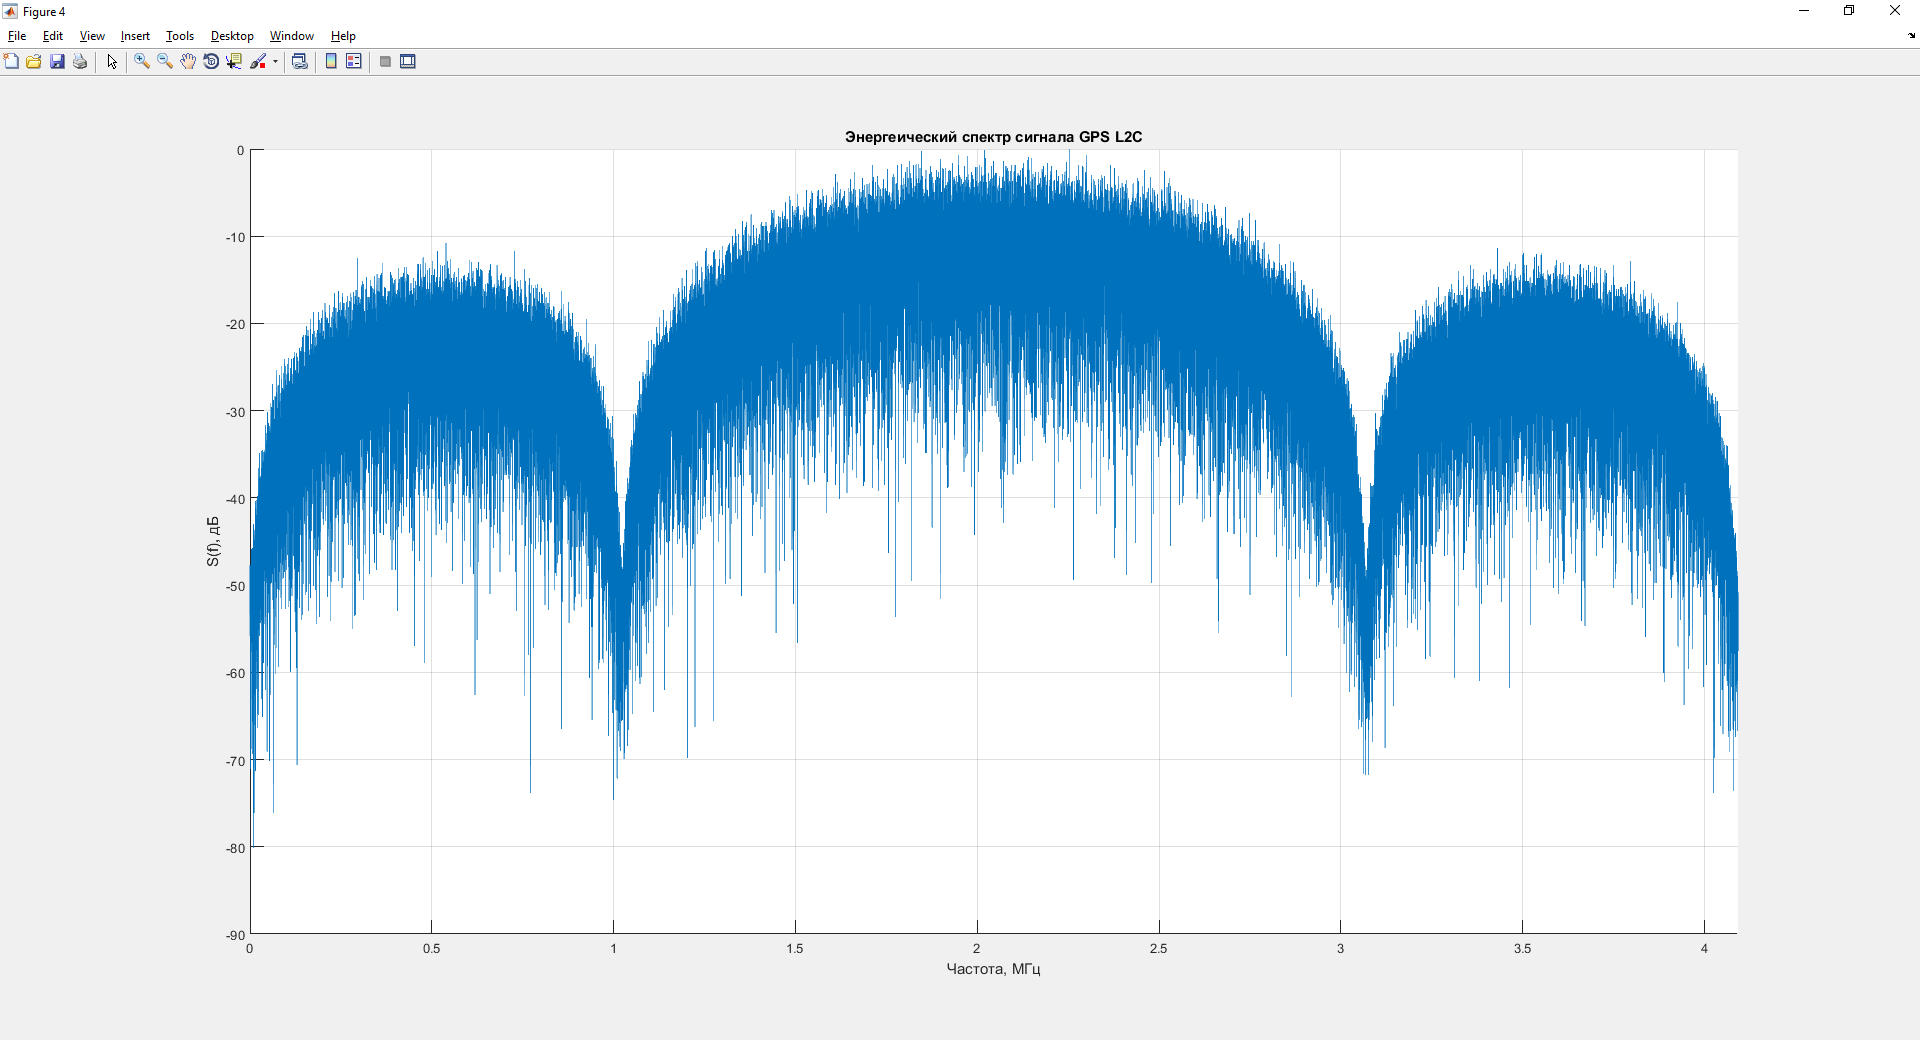 Figure 4
File Edit View Insert Tools Desktop Window Help
Энергеический спектр сигнала GPS L2C
0
-10
-20
-30
-40
-50
-60
-70
-80
-90
S(f), дБ
0 0.5 1 1.5 2 2.5 3 3.5 4
Частота, МГц